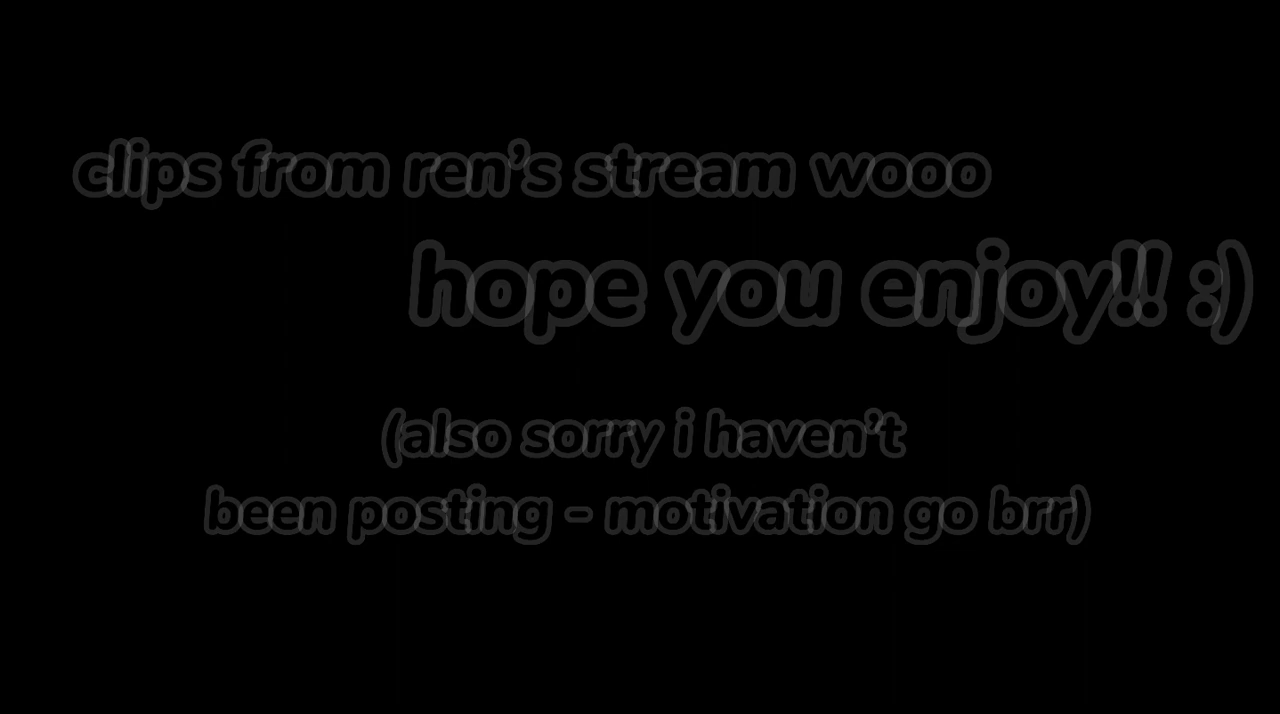 clips from ren's stream wooo
hope you enjoy!! :)
(also sorry i haven't
been posting - motivation go brr)